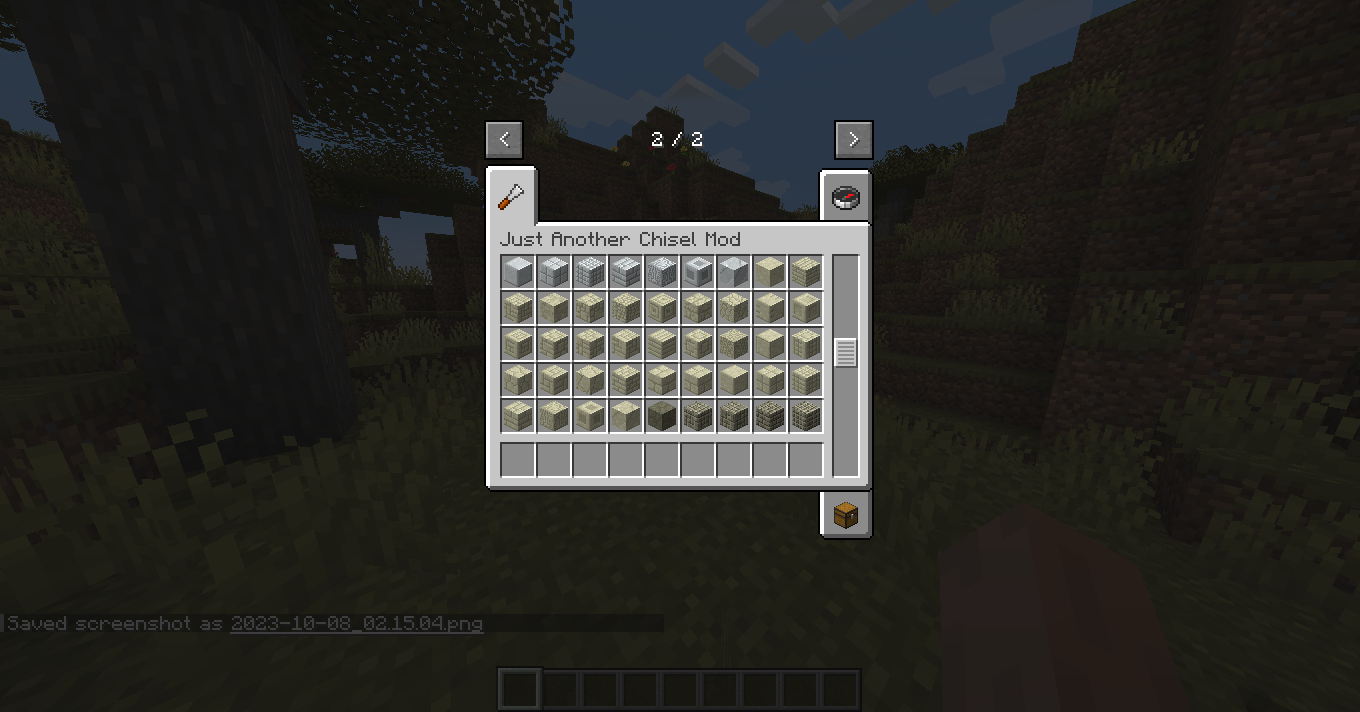 < 2 / 2 >
Just Another Chisel Mod
Saved screenshot as 2023-10-08_02.15.04.png